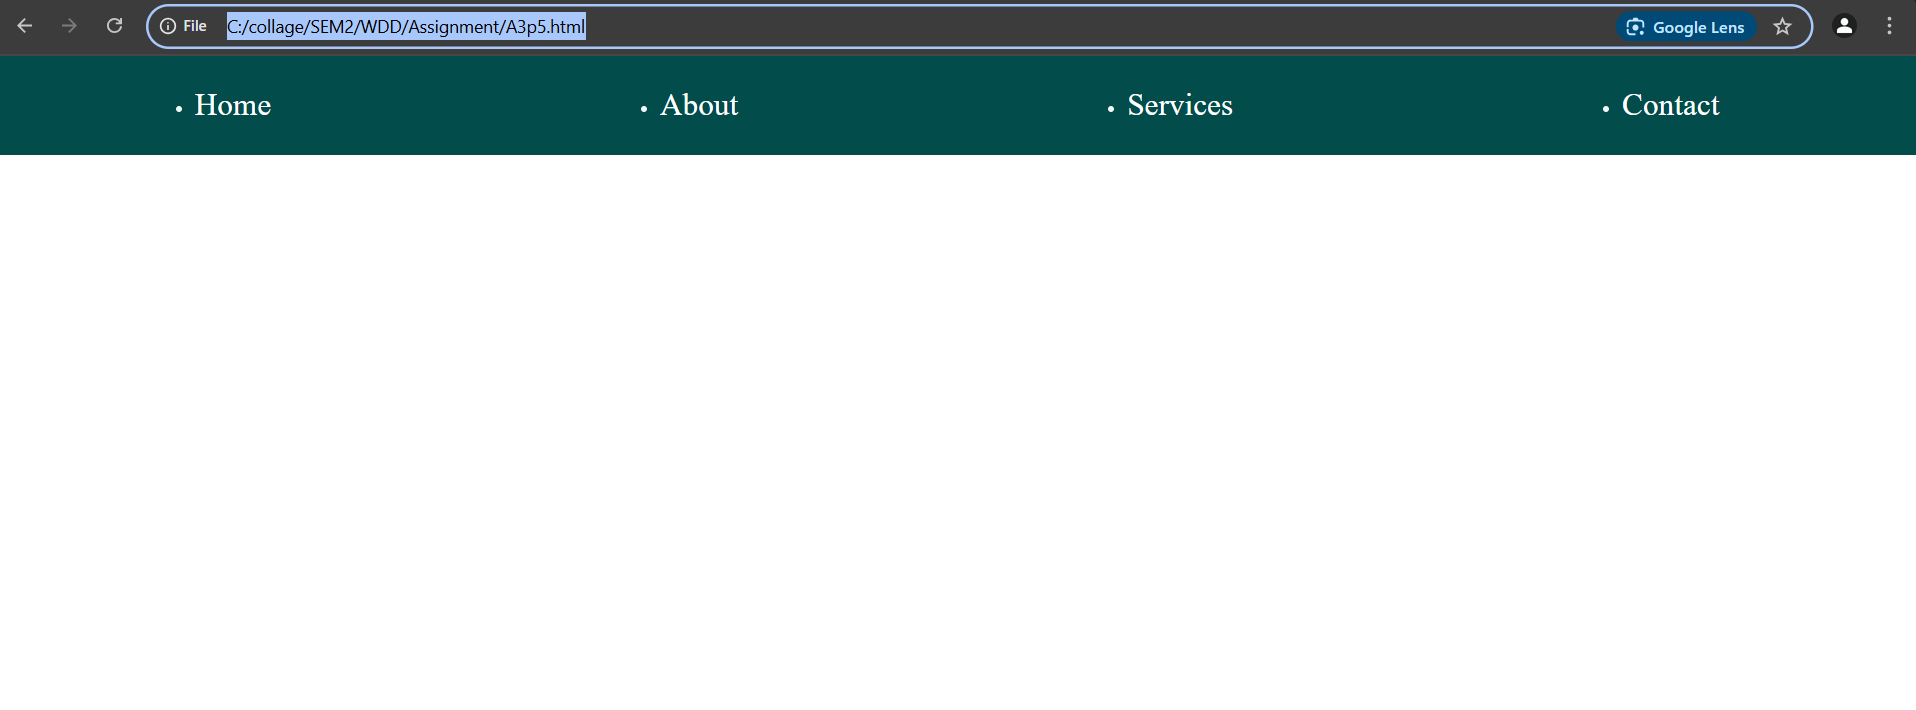 File C:/collage/SEM2/WDD/Assignment/A3p5.html Google Lens
• Home • About • Services • Contact